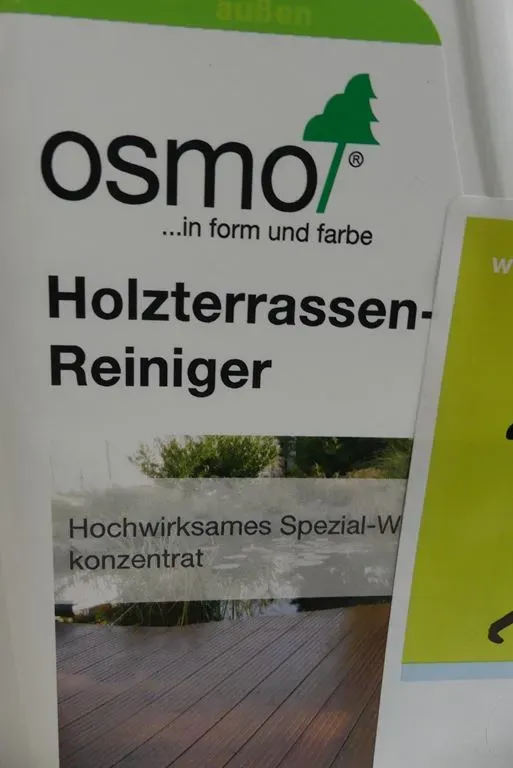 außen
osmo®
...in form und farbe
Holzterrassen-
Reiniger
Hochwirksames Spezial-W
konzentrat
w